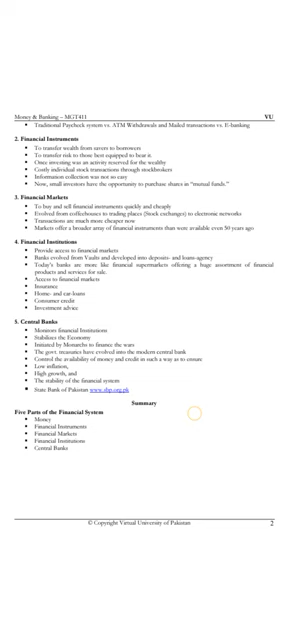 Money & Banking – MGT411 VU
▪ Traditional Paycheck system vs. ATM Withdrawals and Mailed transactions vs. E-banking
2. Financial Instruments
▪ To transfer wealth from savers to borrowers
▪ To transfer risk to those best equipped to bear it.
▪ Once investing was an activity reserved for the wealthy
▪ Costly individual stock transactions through stockbrokers
▪ Information collection was not so easy
▪ Now, small investors have the opportunity to purchase shares in “mutual funds.”
3. Financial Markets
▪ To buy and sell financial instruments quickly and cheaply
▪ Evolved from coffeehouses to trading places (Stock exchanges) to electronic networks
▪ Transactions are much more cheaper now
▪ Markets offer a broader array of financial instruments than were available even 50 years ago
4. Financial Institutions
▪ Provide access to financial markets
▪ Banks evolved from Vaults and developed into deposits- and loans-agency
▪ Today’s banks are more like financial supermarkets offering a huge assortment of financial
products and services for sale.
▪ Access to financial markets
▪ Insurance
▪ Home- and car-loans
▪ Consumer credit
▪ Investment advice
5. Central Banks
▪ Monitors financial Institutions
▪ Stabilizes the Economy
▪ Initiated by Monarchs to finance the wars
▪ The govt. treasuries have evolved into the modern central bank
▪ Control the availability of money and credit in such a way as to ensure
▪ Low inflation,
▪ High growth, and
▪ The stability of the financial system
▪ State Bank of Pakistan www.sbp.org.pk
Summary
Five Parts of the Financial System
▪ Money
▪ Financial Instruments
▪ Financial Markets
▪ Financial Institutions
▪ Central Banks
© Copyright Virtual University of Pakistan 2